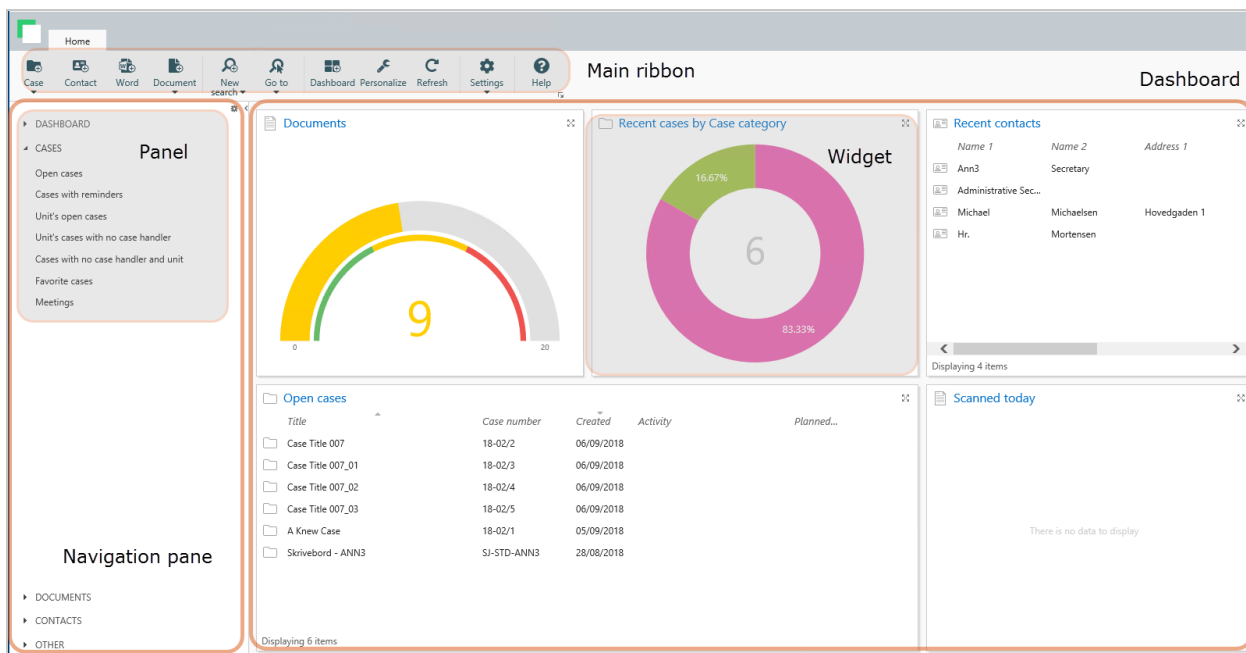 Home
Case
Contact
Word
Document
New
search
Go to
Dashboard
Personalize
Refresh
Settings
Help
Main ribbon
Dashboard
DASHBOARD
CASES
Panel
Open cases
Cases with reminders
Unit's open cases
Unit's cases with no case handler
Cases with no case handler and unit
Favorite cases
Meetings
Navigation pane
DOCUMENTS
CONTACTS
OTHER
Documents
9
0
20
Recent cases by Case category
Widget
16.67%
6
83.33%
Recent contacts
Name 1 Name 2 Address 1
Ann3 Secretary
Administrative Sec...
Michael Michaelsen Hovedgaden 1
Hr. Mortensen
Displaying 4 items
Open cases
Title Case number Created Activity Planned...
Case Title 007 18-02/2 06/09/2018
Case Title 007_01 18-02/3 06/09/2018
Case Title 007_02 18-02/4 06/09/2018
Case Title 007_03 18-02/5 06/09/2018
A Knew Case 18-02/1 05/09/2018
Skrivebord - ANN3 SJ-STD-ANN3 28/08/2018
Displaying 6 items
Scanned today
There is no data to display